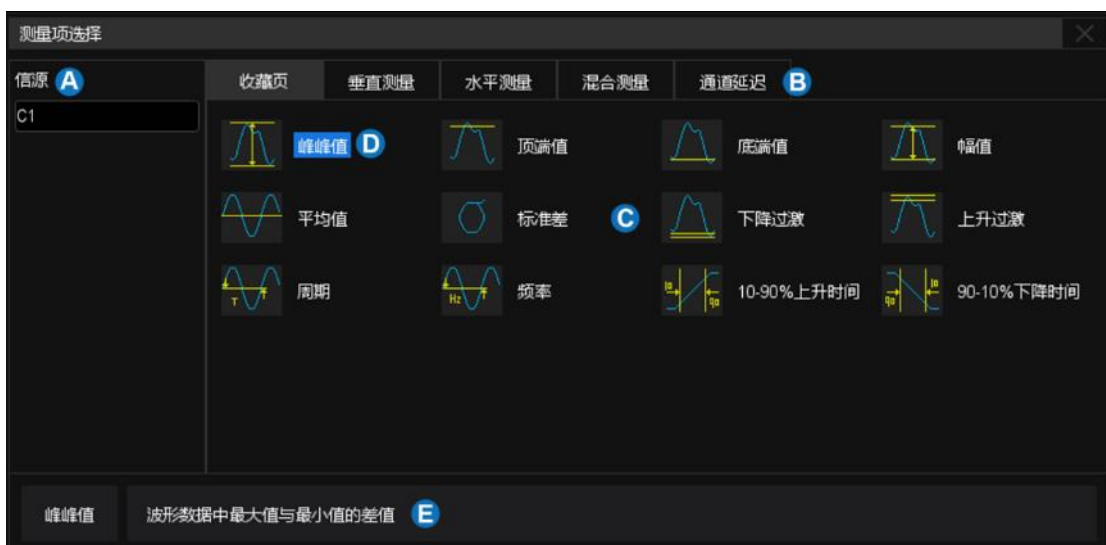 测量项选择
信源 A 收藏页 垂直测量 水平测量 混合测量 通道延迟 B
C1
峰峰值 D 顶端值 底端值 幅值
平均值 标准差 C 下降过激 上升过激
T 周期 Hz 频率 10-90%上升时间 90-10%下降时间
峰峰值 波形数据中最大值与最小值的差值 E